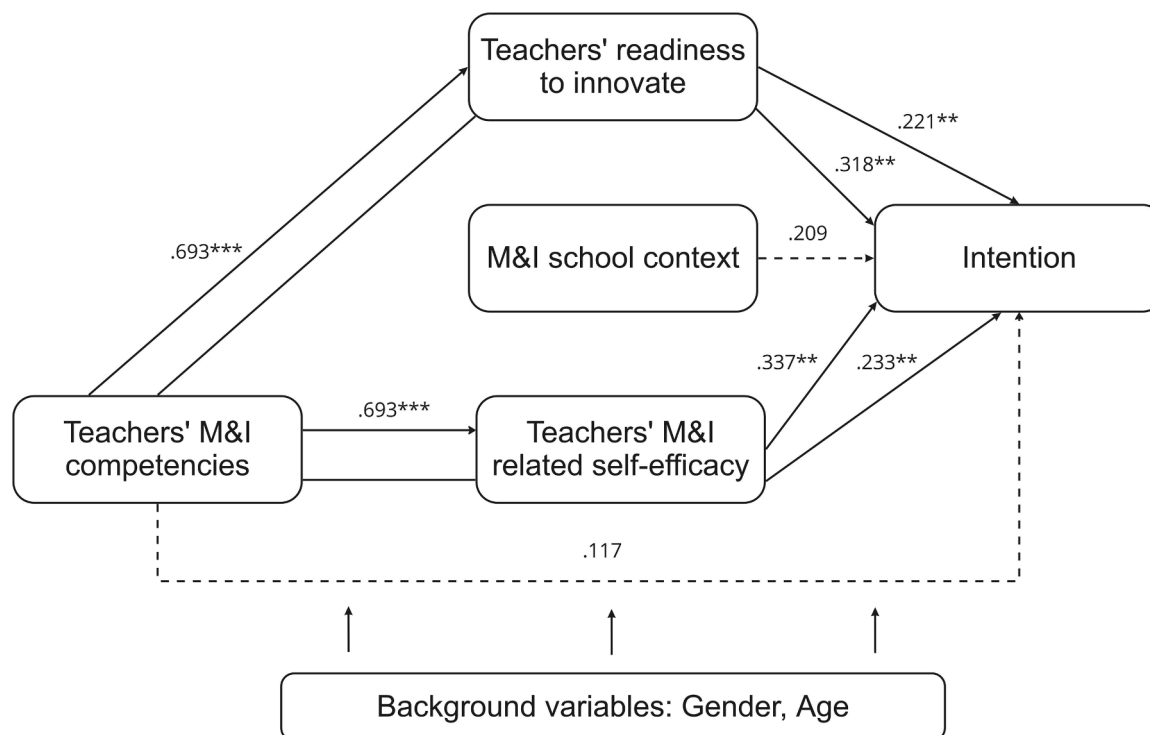 Teachers' readiness
to innovate
.221**
.318**
.693***
M&I school context
.209
Intention
.337**
.233**
Teachers' M&I
competencies
.693***
Teachers' M&I
related self-efficacy
.117
Background variables: Gender, Age